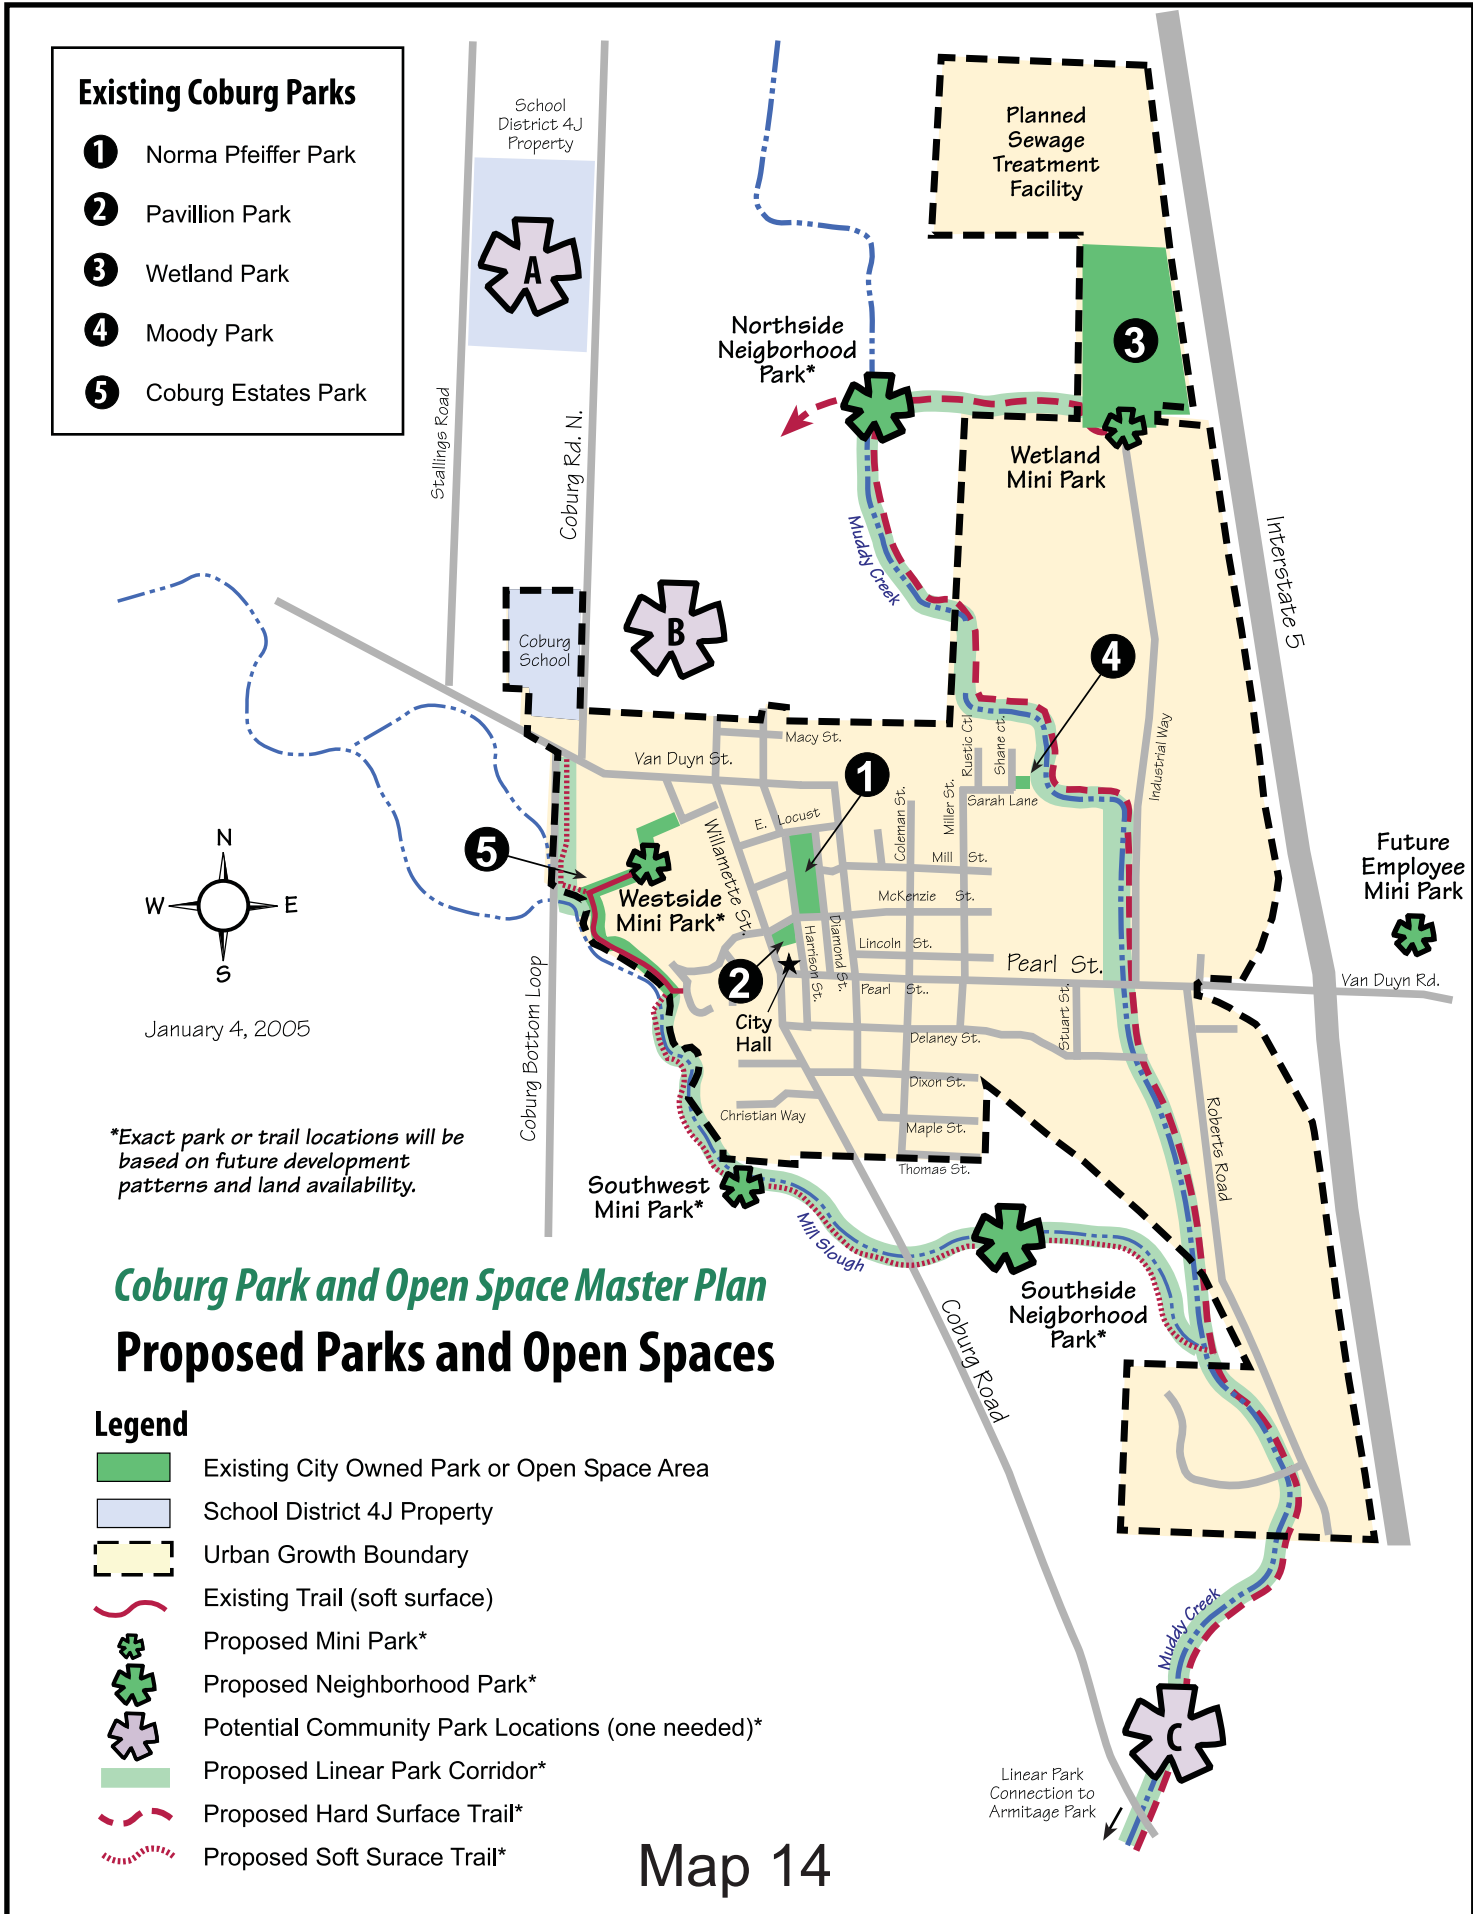 Existing Coburg Parks
1 Norma Pfeiffer Park
2 Pavillion Park
3 Wetland Park
4 Moody Park
5 Coburg Estates Park
School
District 4J
Property
A
Stallings Road
Coburg Rd. N.
Planned
Sewage
Treatment
Facility
3
Northside
Neigborhood
Park*
Wetland
Mini Park
Interstate 5
Muddy Creek
Coburg
School
B
4
Macy St.
Van Duyn St.
1
Rustic Ct.
Shane ct.
Industrial Way
Sarah Lane
Miller St.
Coleman St.
E. Locust
Willamette St.
Mill St.
5
Westside
Mini Park*
McKenzie St.
Harrison St.
Diamond St.
Lincoln St.
Pearl St.
Pearl St..
2
City
Hall
Stuart St.
Delaney St.
Dixon St.
Christian Way
Maple St.
Thomas St.
Roberts Road
Future
Employee
Mini Park
Van Duyn Rd.
N
W
E
S
January 4, 2005
Coburg Bottom Loop
*Exact park or trail locations will be
based on future development
patterns and land availability.
Southwest
Mini Park*
Mill Slough
Southside
Neigborhood
Park*
Coburg Road
Muddy Creek
C
Linear Park
Connection to
Armitage Park
Coburg Park and Open Space Master Plan
Proposed Parks and Open Spaces
Legend
Existing City Owned Park or Open Space Area
School District 4J Property
Urban Growth Boundary
Existing Trail (soft surface)
Proposed Mini Park*
Proposed Neighborhood Park*
Potential Community Park Locations (one needed)*
Proposed Linear Park Corridor*
Proposed Hard Surface Trail*
Proposed Soft Surace Trail*
Map 14